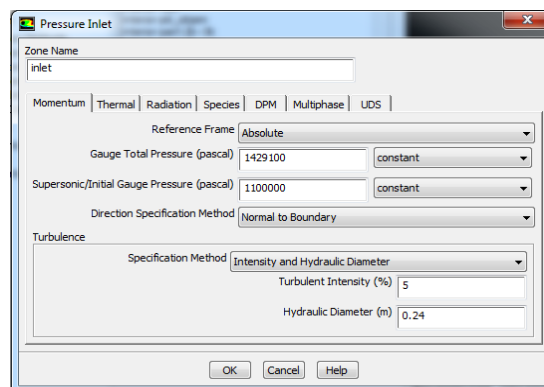 Pressure Inlet
Zone Name
inlet
Momentum Thermal Radiation Species DPM Multiphase UDS
Reference Frame Absolute
Gauge Total Pressure (pascal) 1429100 constant
Supersonic/Initial Gauge Pressure (pascal) 1100000 constant
Direction Specification Method Normal to Boundary
Turbulence
Specification Method Intensity and Hydraulic Diameter
Turbulent Intensity (%) 5
Hydraulic Diameter (m) 0.24
OK Cancel Help